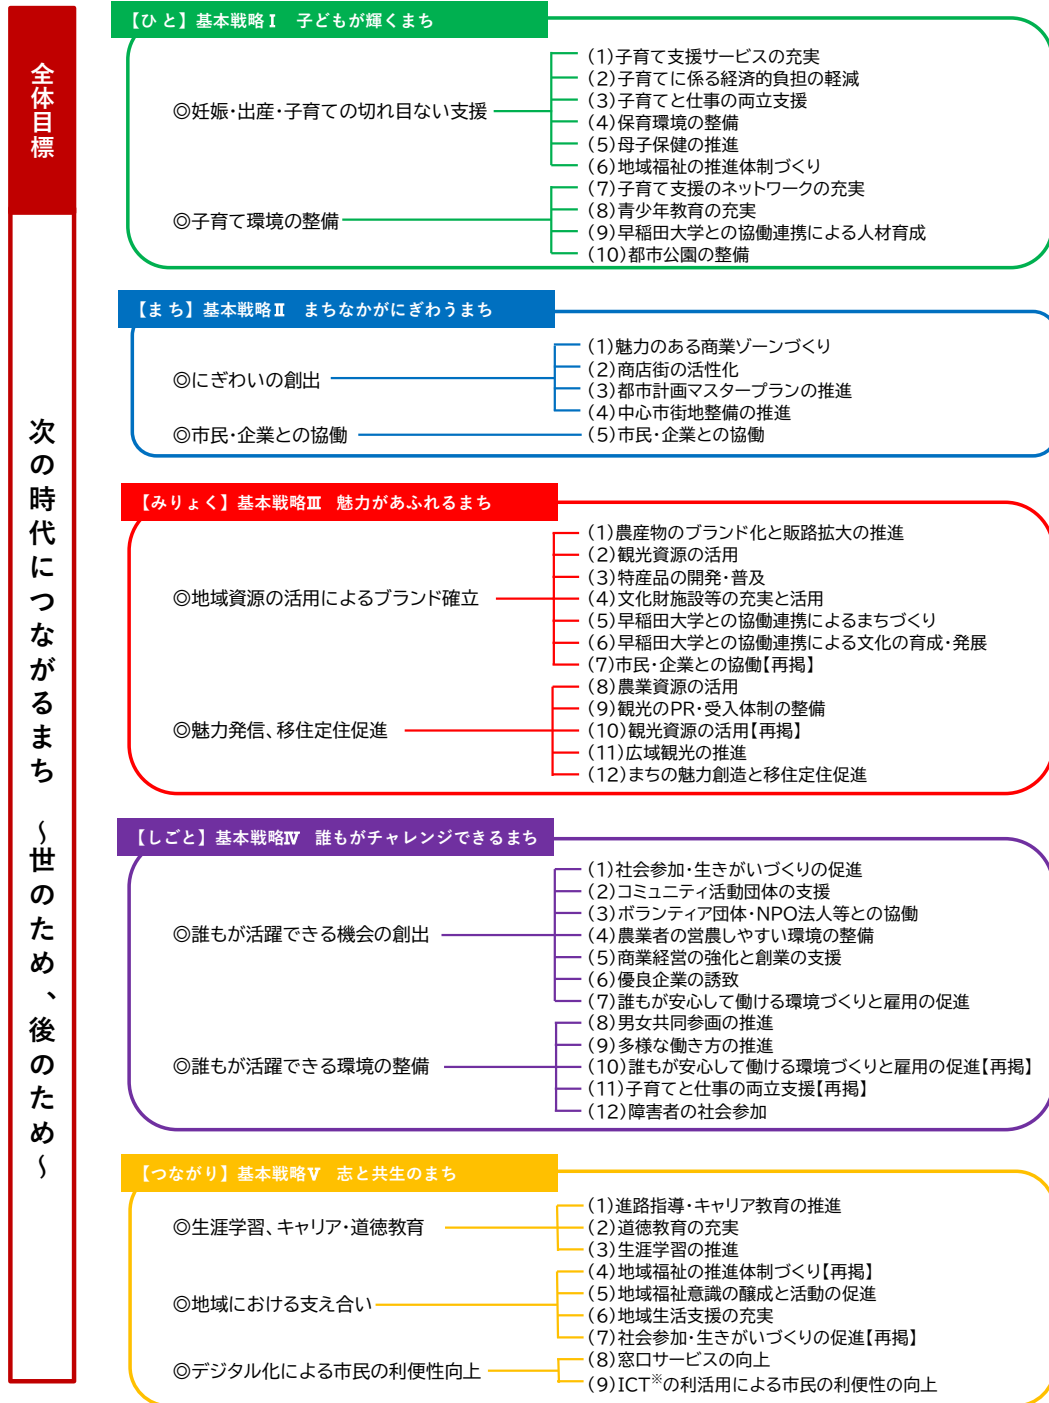 全体目標
次の時代につながるまち ～世のため、後のため～
【ひ と】基本戦略Ⅰ 子どもが輝くまち
◎妊娠・出産・子育ての切れ目ない支援
(1)子育て支援サービスの充実
(2)子育てに係る経済的負担の軽減
(3)子育てと仕事の両立支援
(4)保育環境の整備
(5)母子保健の推進
(6)地域福祉の推進体制づくり
◎子育て環境の整備
(7)子育て支援のネットワークの充実
(8)青少年教育の充実
(9)早稲田大学との協働連携による人材育成
(10)都市公園の整備
【ま ち】基本戦略Ⅱ まちなかがにぎわうまち
◎にぎわいの創出
(1)魅力のある商業ゾーンづくり
(2)商店街の活性化
(3)都市計画マスタープランの推進
(4)中心市街地整備の推進
◎市民・企業との協働
(5)市民・企業との協働
【みりょく】基本戦略Ⅲ 魅力があふれるまち
◎地域資源の活用によるブランド確立
(1)農産物のブランド化と販路拡大の推進
(2)観光資源の活用
(3)特産品の開発・普及
(4)文化財施設等の充実と活用
(5)早稲田大学との協働連携によるまちづくり
(6)早稲田大学との協働連携による文化の育成・発展
(7)市民・企業との協働【再掲】
◎魅力発信、移住定住促進
(8)農業資源の活用
(9)観光のPR・受入体制の整備
(10)観光資源の活用【再掲】
(11)広域観光の推進
(12)まちの魅力創造と移住定住促進
【しごと】基本戦略Ⅳ 誰もがチャレンジできるまち
◎誰もが活躍できる機会の創出
(1)社会参加・生きがいづくりの促進
(2)コミュニティ活動団体の支援
(3)ボランティア団体・NPO法人等との協働
(4)農業者の営農しやすい環境の整備
(5)商業経営の強化と創業の支援
(6)優良企業の誘致
(7)誰もが安心して働ける環境づくりと雇用の促進
◎誰もが活躍できる環境の整備
(8)男女共同参画の推進
(9)多様な働き方の推進
(10)誰もが安心して働ける環境づくりと雇用の促進【再掲】
(11)子育てと仕事の両立支援【再掲】
(12)障害者の社会参加
【つながり】基本戦略Ⅴ 志と共生のまち
◎生涯学習、キャリア・道徳教育
(1)進路指導・キャリア教育の推進
(2)道徳教育の充実
(3)生涯学習の推進
◎地域における支え合い
(4)地域福祉の推進体制づくり【再掲】
(5)地域福祉意識の醸成と活動の促進
(6)地域生活支援の充実
(7)社会参加・生きがいづくりの促進【再掲】
◎デジタル化による市民の利便性向上
(8)窓口サービスの向上
(9)ICT※の利活用による市民の利便性の向上